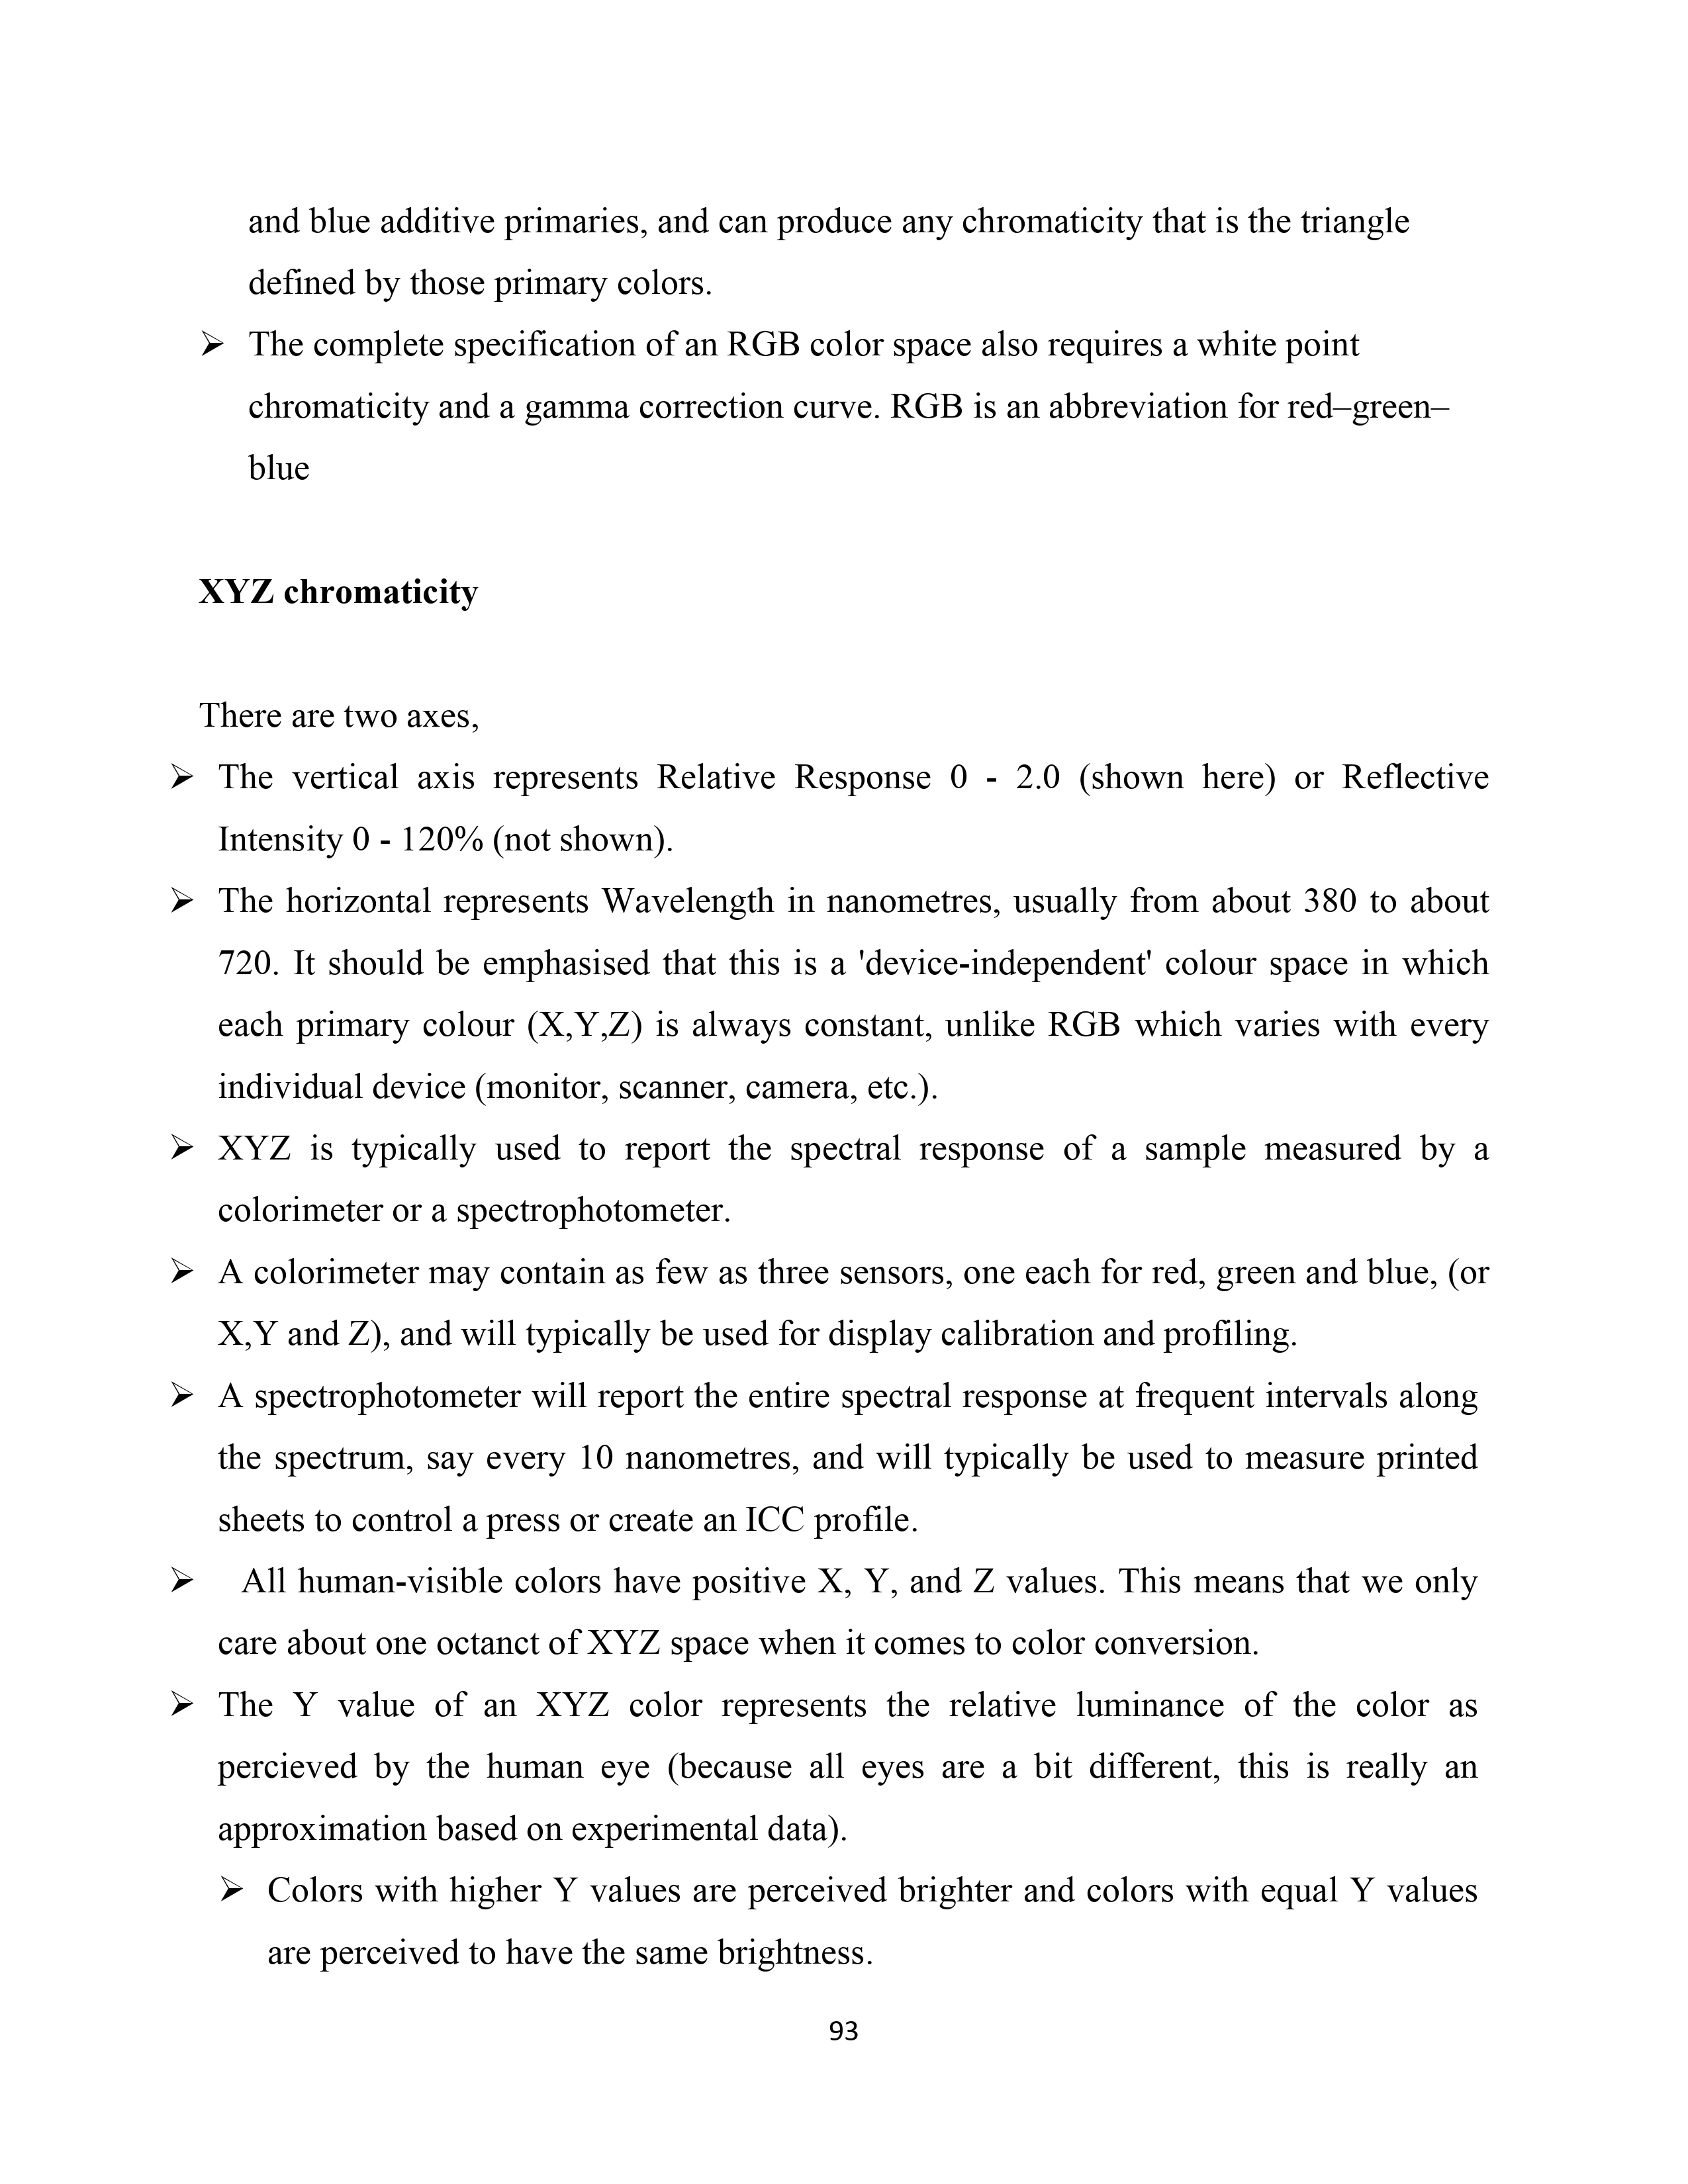 and blue additive primaries, and can produce any chromaticity that is the triangle
defined by those primary colors.
➢ The complete specification of an RGB color space also requires a white point
chromaticity and a gamma correction curve. RGB is an abbreviation for red–green–
blue
XYZ chromaticity
There are two axes,
➢ The vertical axis represents Relative Response 0 - 2.0 (shown here) or Reflective
Intensity 0 - 120% (not shown).
➢ The horizontal represents Wavelength in nanometres, usually from about 380 to about
720. It should be emphasised that this is a 'device-independent' colour space in which
each primary colour (X,Y,Z) is always constant, unlike RGB which varies with every
individual device (monitor, scanner, camera, etc.).
➢ XYZ is typically used to report the spectral response of a sample measured by a
colorimeter or a spectrophotometer.
➢ A colorimeter may contain as few as three sensors, one each for red, green and blue, (or
X,Y and Z), and will typically be used for display calibration and profiling.
➢ A spectrophotometer will report the entire spectral response at frequent intervals along
the spectrum, say every 10 nanometres, and will typically be used to measure printed
sheets to control a press or create an ICC profile.
➢ All human-visible colors have positive X, Y, and Z values. This means that we only
care about one octanct of XYZ space when it comes to color conversion.
➢ The Y value of an XYZ color represents the relative luminance of the color as
percieved by the human eye (because all eyes are a bit different, this is really an
approximation based on experimental data).
➢ Colors with higher Y values are perceived brighter and colors with equal Y values
are perceived to have the same brightness.
93